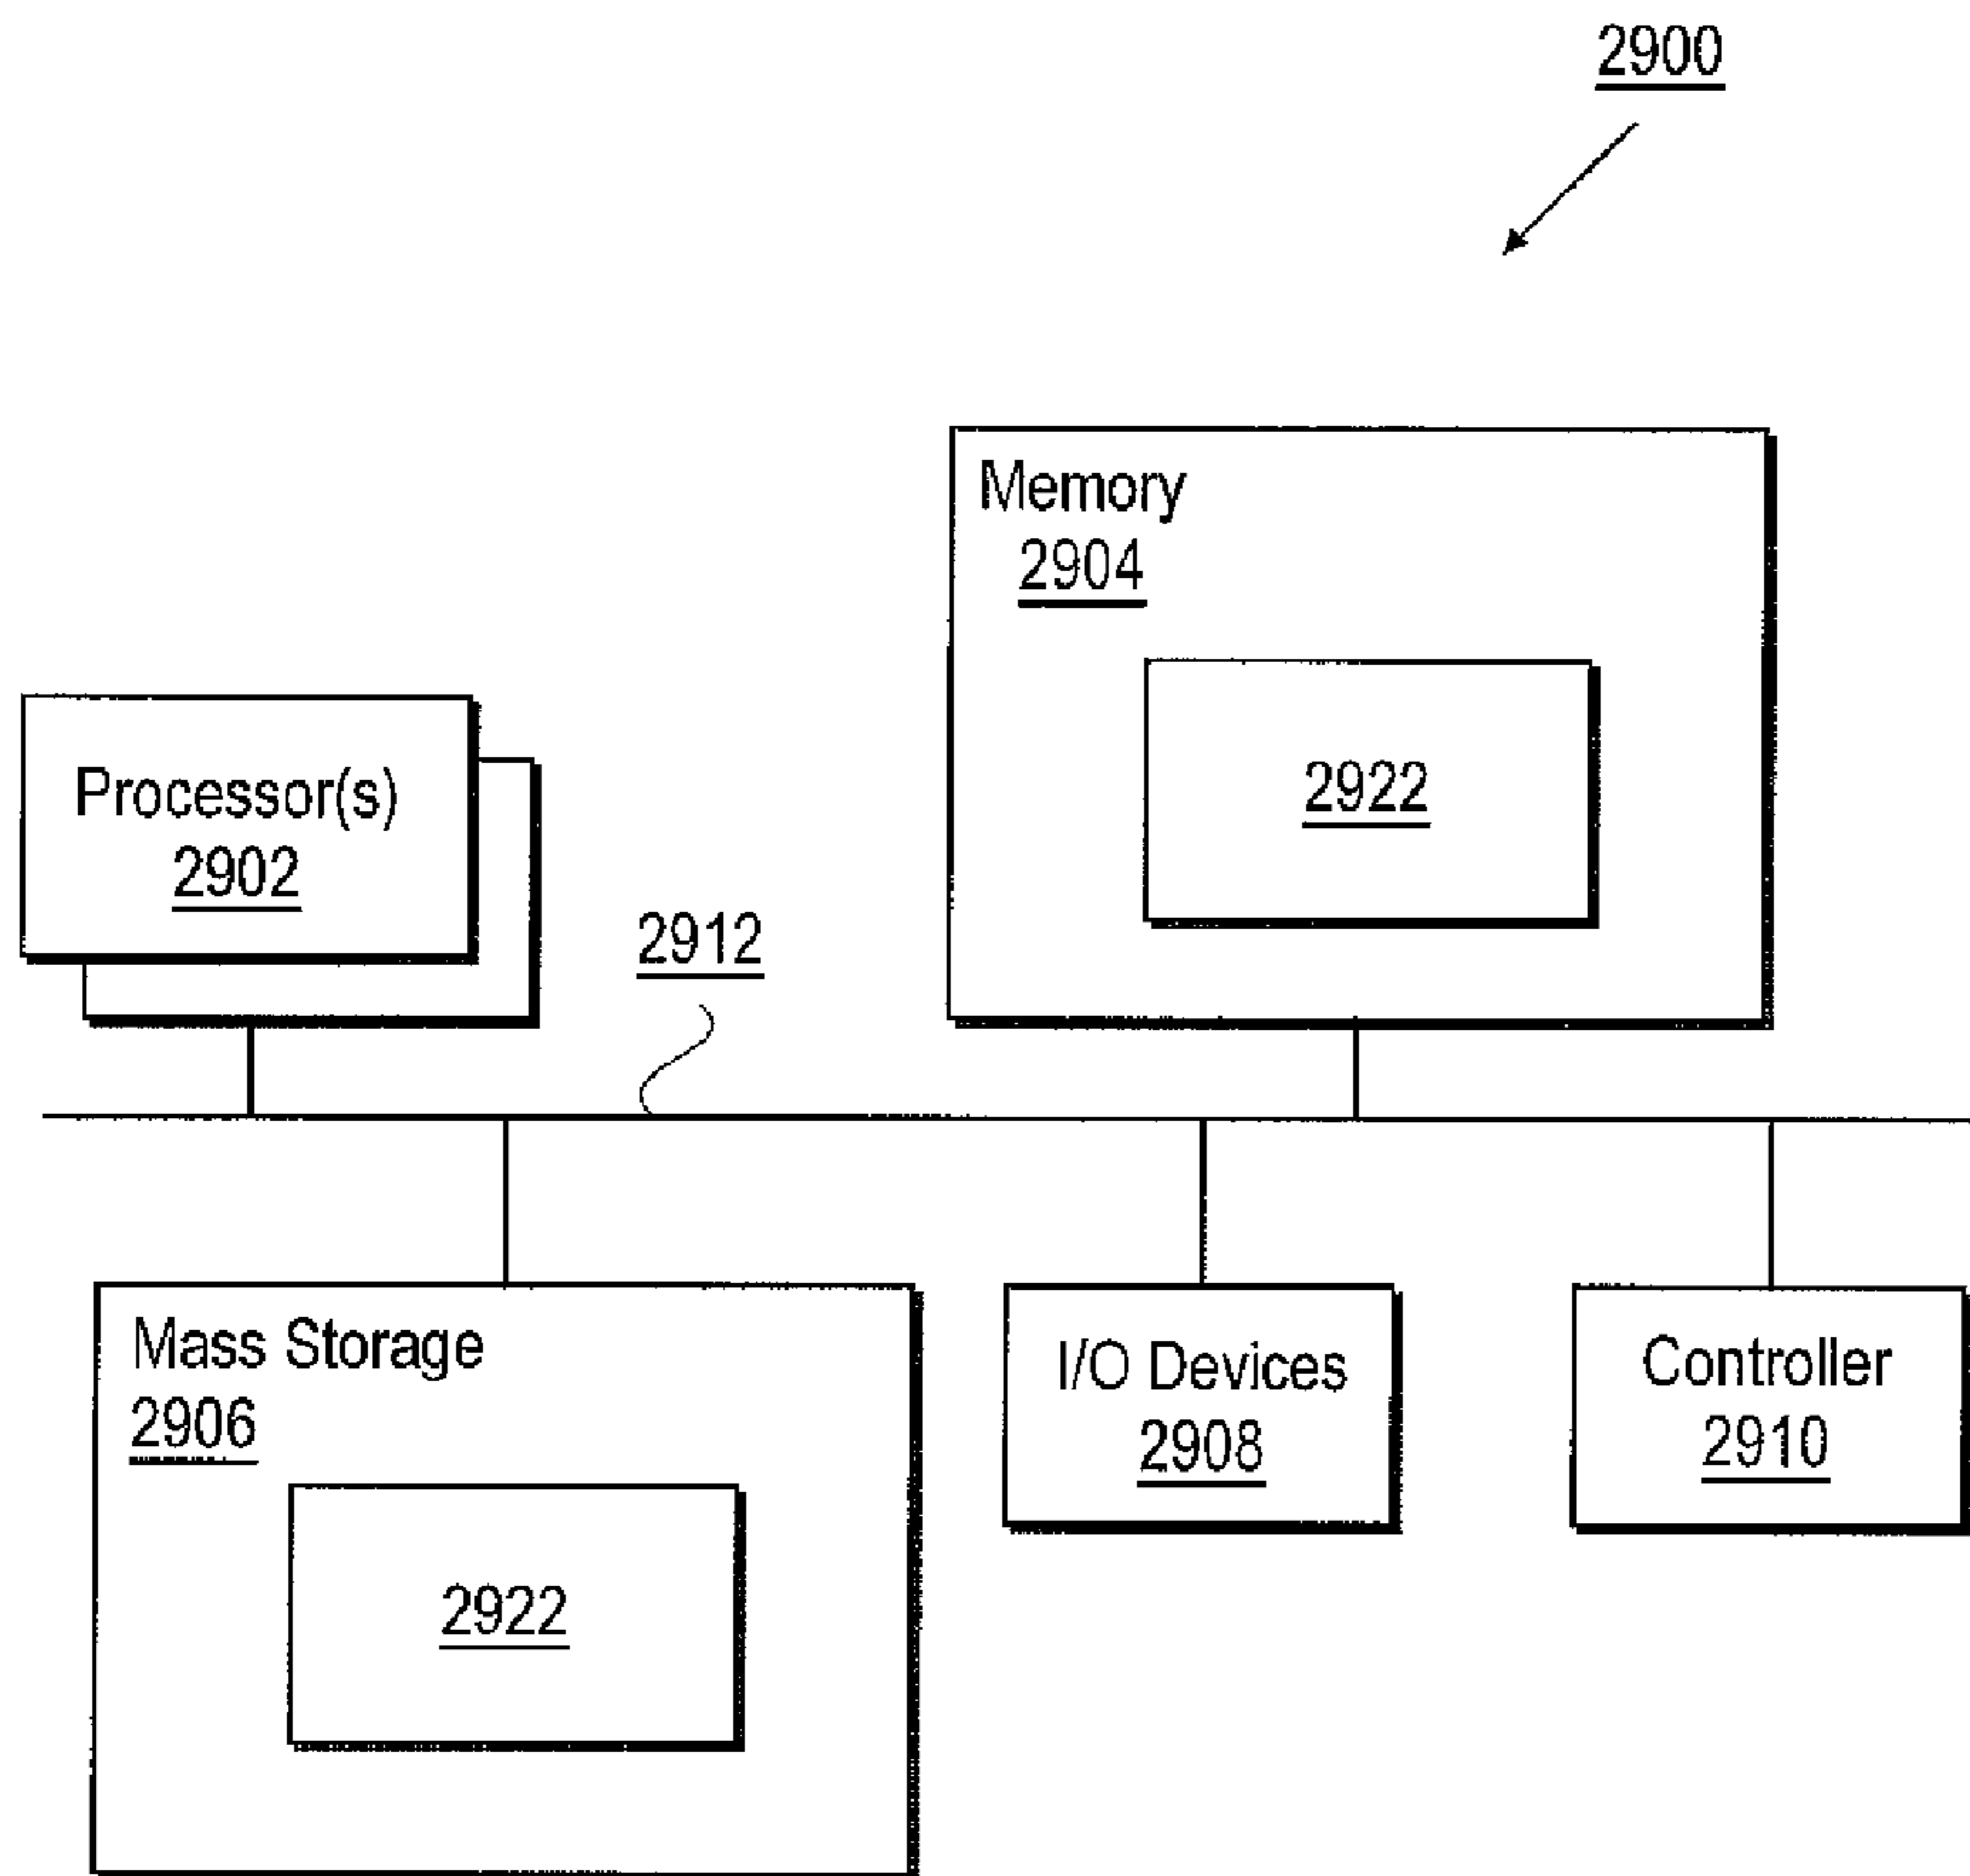 2900
Memory
2904
2922
Processor(s)
2902
2912
Mass Storage
2906
2922
I/O Devices
2908
Controller
2910